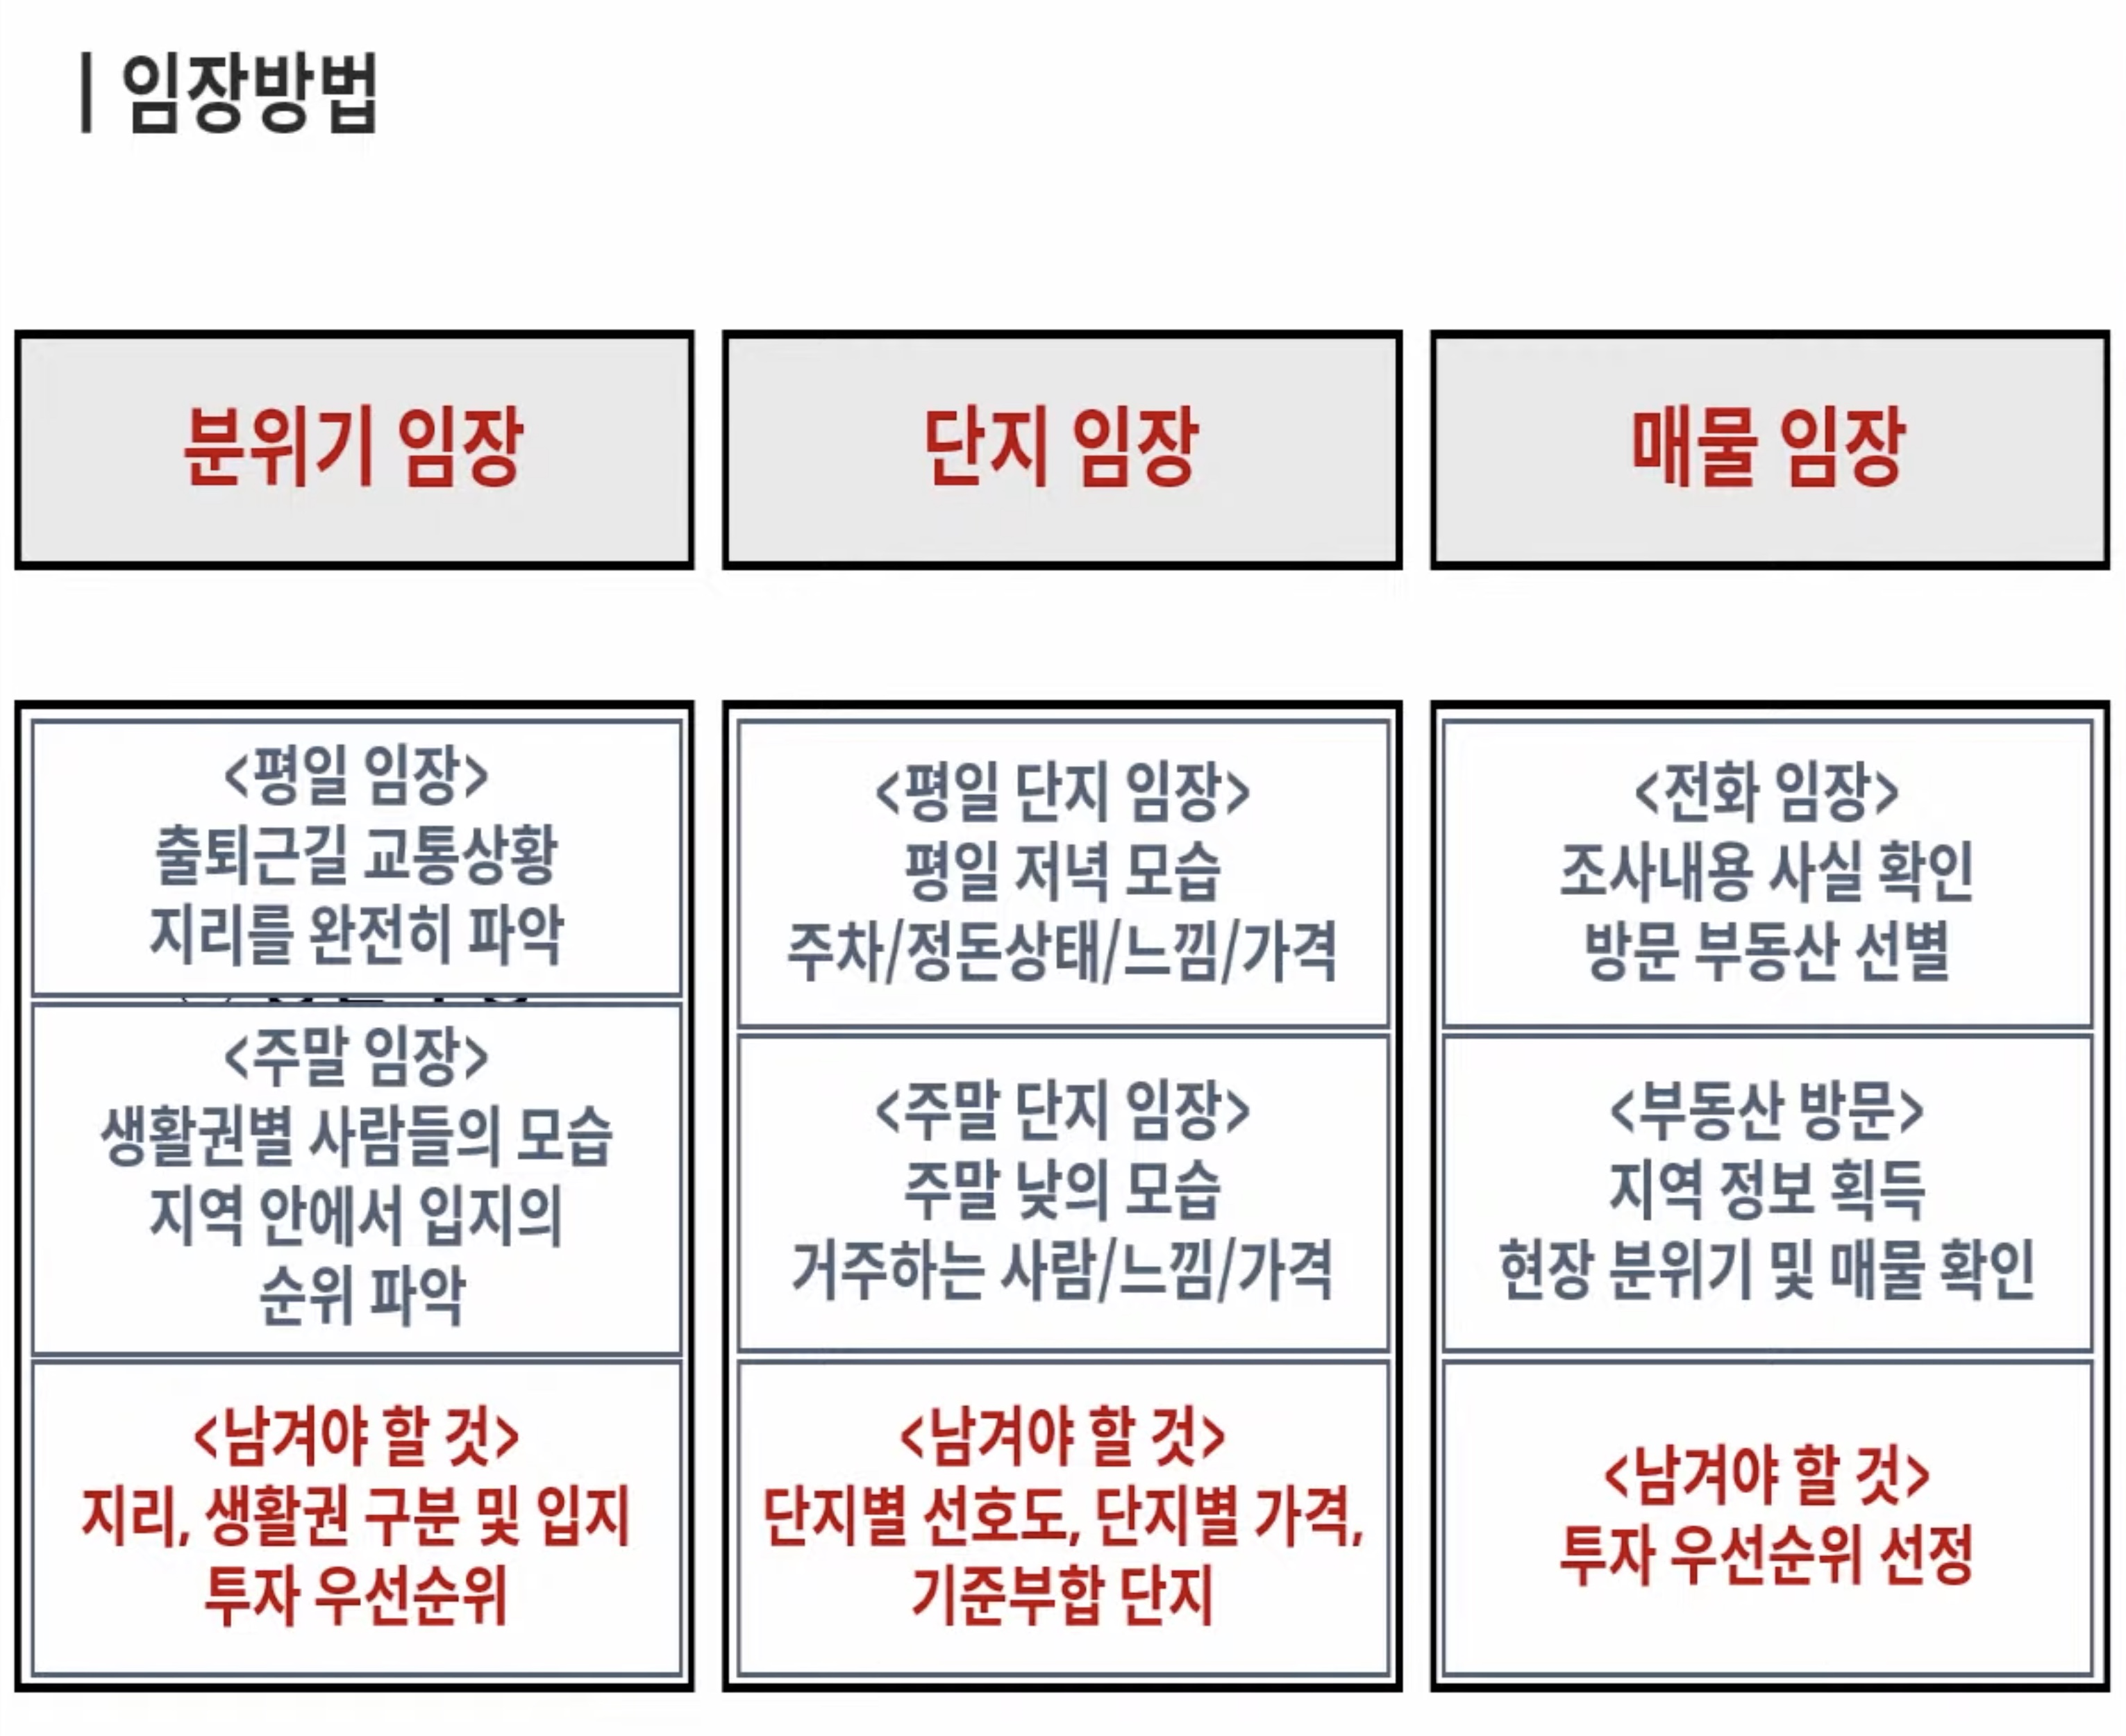 임장방법
분위기 임장
<평일 임장>
출퇴근길 교통상황
지리를 완전히 파악
<주말 임장>
생활권별 사람들의 모습
지역 안에서 입지의
순위 파악
<남겨야 할 것>
지리, 생활권 구분 및 입지
투자 우선순위
단지 임장
<평일 단지 임장>
평일 저녁 모습
주차/정돈상태/느낌/가격
<주말 단지 임장>
주말 낮의 모습
거주하는 사람/느낌/가격
<남겨야 할 것>
단지별 선호도, 단지별 가격,
기준부합 단지
매물 임장
<전화 임장>
조사내용 사실 확인
방문 부동산 선별
<부동산 방문>
지역 정보 획득
현장 분위기 및 매물 확인
<남겨야 할 것>
투자 우선순위 선정